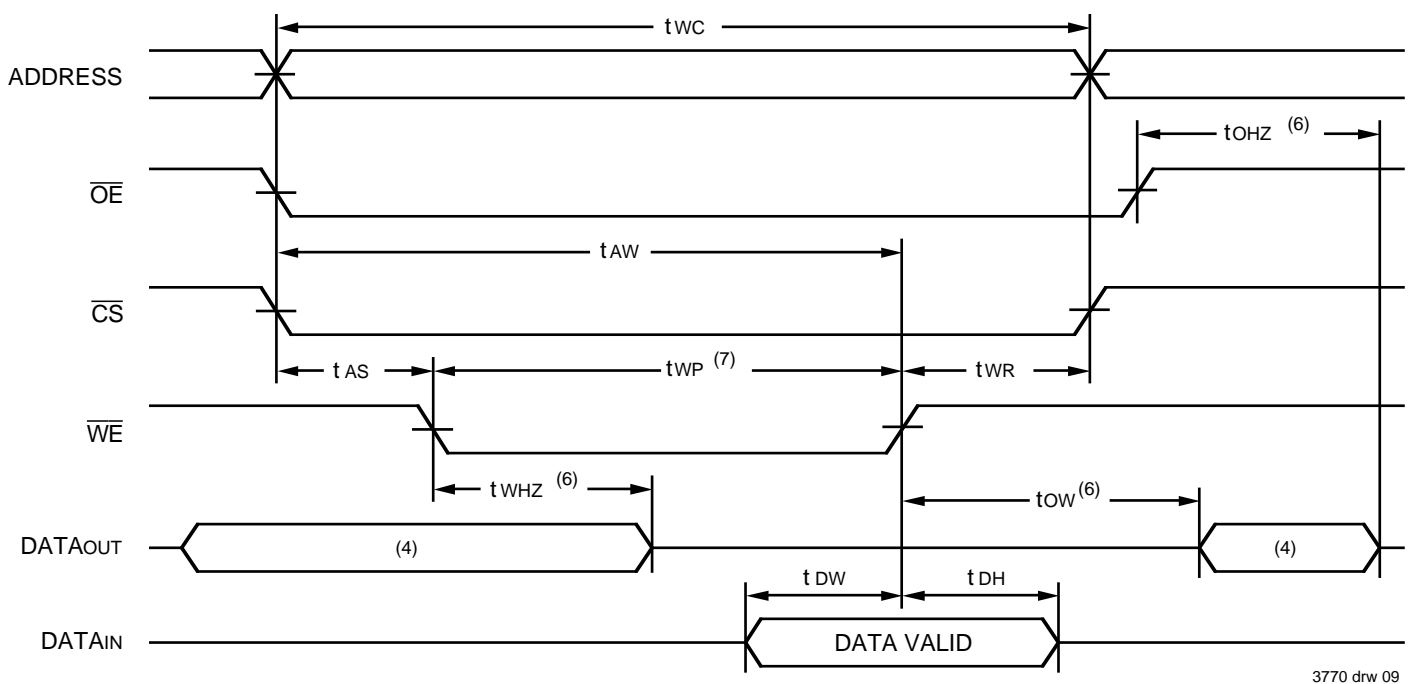 tWC
ADDRESS
tOHZ (6)
OE
tAW
CS
tAS
tWP (7)
tWR
WE
tWHZ (6)
tOW (6)
DATAOUT
(4)
(4)
tDW
tDH
DATAIN
DATA VALID
3770 drw 09